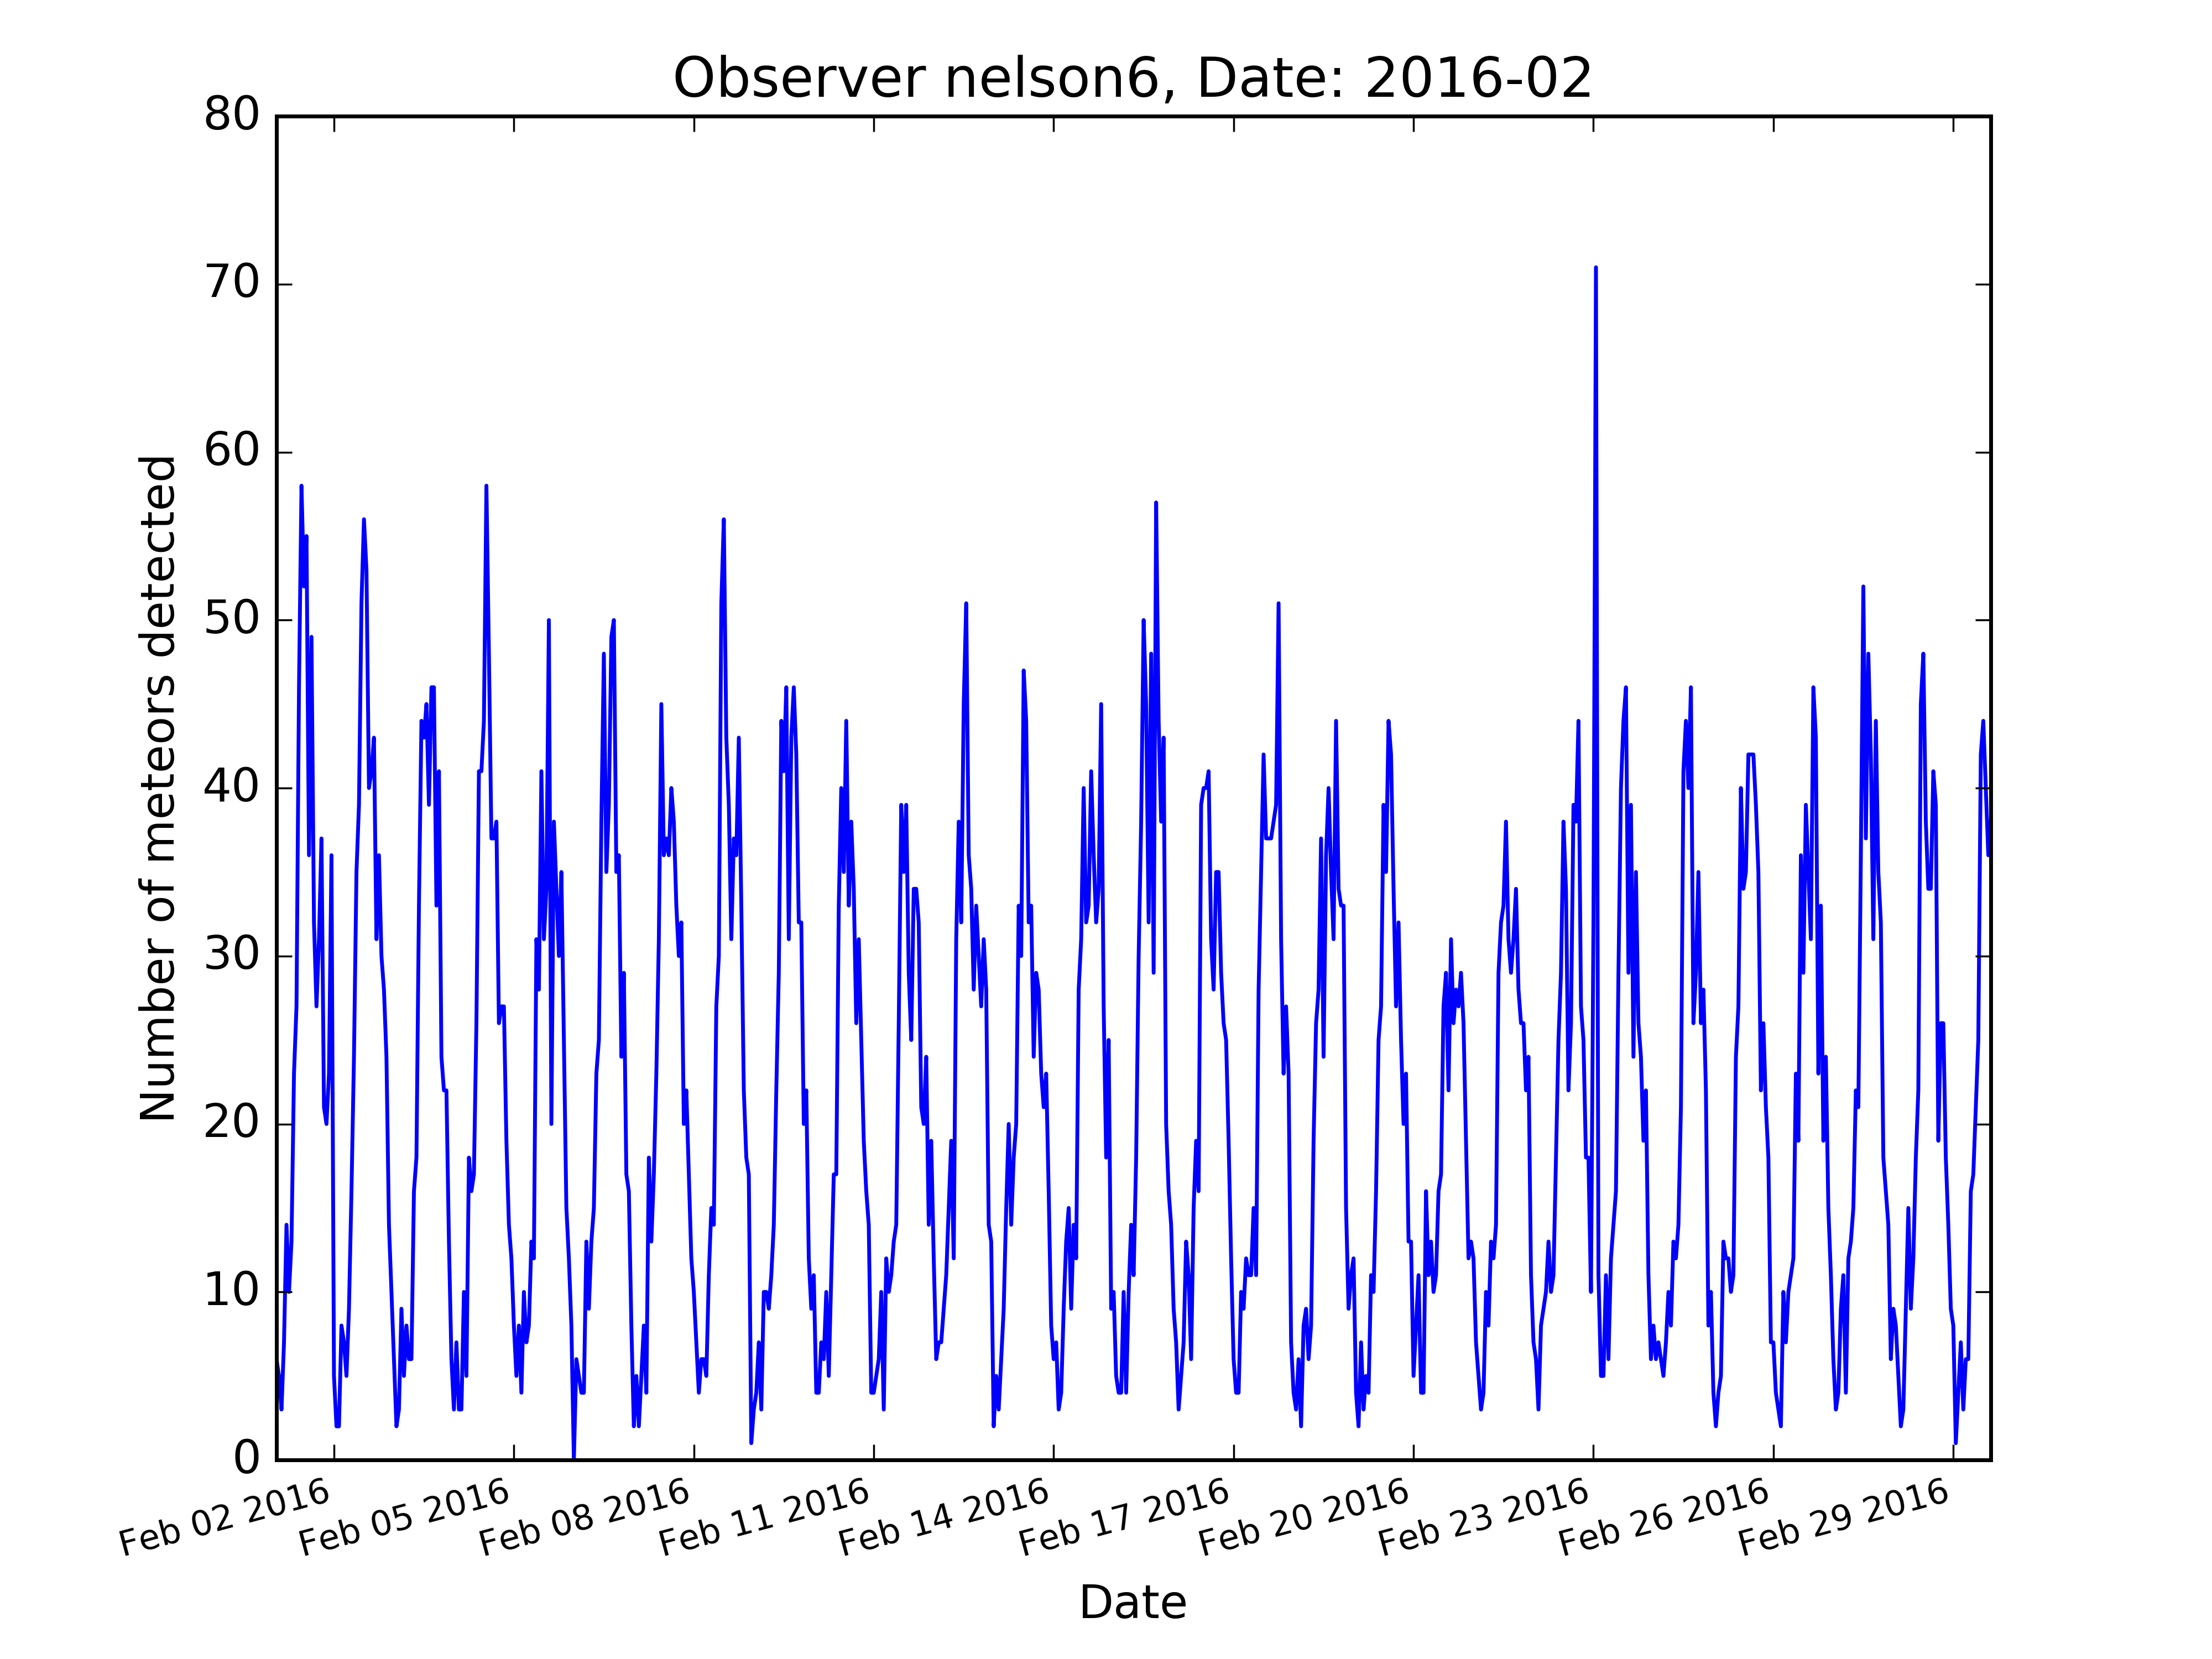 Observer nelson6, Date: 2016-02
Number of meteors detected
80
70
60
50
40
30
20
10
0
Feb 02 2016
Feb 05 2016
Feb 08 2016
Feb 11 2016
Feb 14 2016
Feb 17 2016
Feb 20 2016
Feb 23 2016
Feb 26 2016
Feb 29 2016
Date